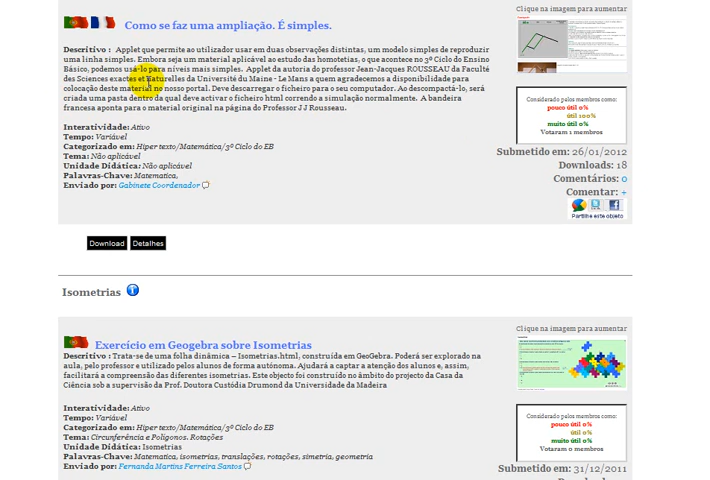 Clique na imagem para aumentar
Como se faz uma ampliação. É simples.
Descritivo : Applet que permite ao utilizador usar em duas observações distintas, um modelo simples de reproduzir
uma linha simples. Embora seja um material aplicável ao estudo das homotetias, o que acontece no 3º Ciclo do Ensino
Básico, podemos usá-lo para níveis mais simples. Applet da autoria do professor Jean-Jacques ROUSSEAU da Faculté
des Sciences exactes et Naturelles da Université du Maine - Le Mans a quem agradecemos a disponibilidade para
colocação deste material no nosso portal. Deve descarregar o ficheiro para o seu computador. Ao descompactá-lo, será
criada uma pasta dentro da qual deve activar o ficheiro html correndo a simulação normalmente. A bandeira
francesa aponta para o material original na página do Professor J J Rousseau.
Interatividade: Ativo
Tempo: Variável
Categorizado em: Hiper texto/Matemática/3º Ciclo do EB
Tema: Não aplicável
Unidade Didática: Não aplicável
Palavras-Chave: Matematica,
Enviado por: Gabinete Coordenador
Considerado pelos membros como:
pouco útil 0%
útil 100%
muito útil 0%
Votaram 1 membros
Submetido em: 26/01/2012
Downloads: 18
Comentários: 0
Comentar: +
Partilhe este objeto
Download Detalhes
Isometrias
Clique na imagem para aumentar
Exercício em Geogebra sobre Isometrias
Descritivo : Trata-se de uma folha dinâmica – Isometrias.html, construída em GeoGebra. Poderá ser explorado na
aula, pelo professor e utilizado pelos alunos de forma autónoma. Ajudará a captar a atenção dos alunos e, assim,
facilitará a compreensão das diferentes isometrias. Este objecto foi construído no âmbito do projecto da Casa da
Ciência sob a supervisão da Prof. Doutora Custódia Drumond da Universidade da Madeira
Interatividade: Ativo
Tempo: Variável
Categorizado em: Hiper texto/Matemática/3º Ciclo do EB
Tema: Circunferência e Polígonos. Rotações
Unidade Didática: Isometrias
Palavras-Chave: Matematica, isometrias, translações, rotações, simetria, geometria
Enviado por: Fernanda Martins Ferreira Santos
Considerado pelos membros como:
pouco útil 0%
útil 0%
muito útil 0%
Votaram 0 membros
Submetido em: 31/12/2011